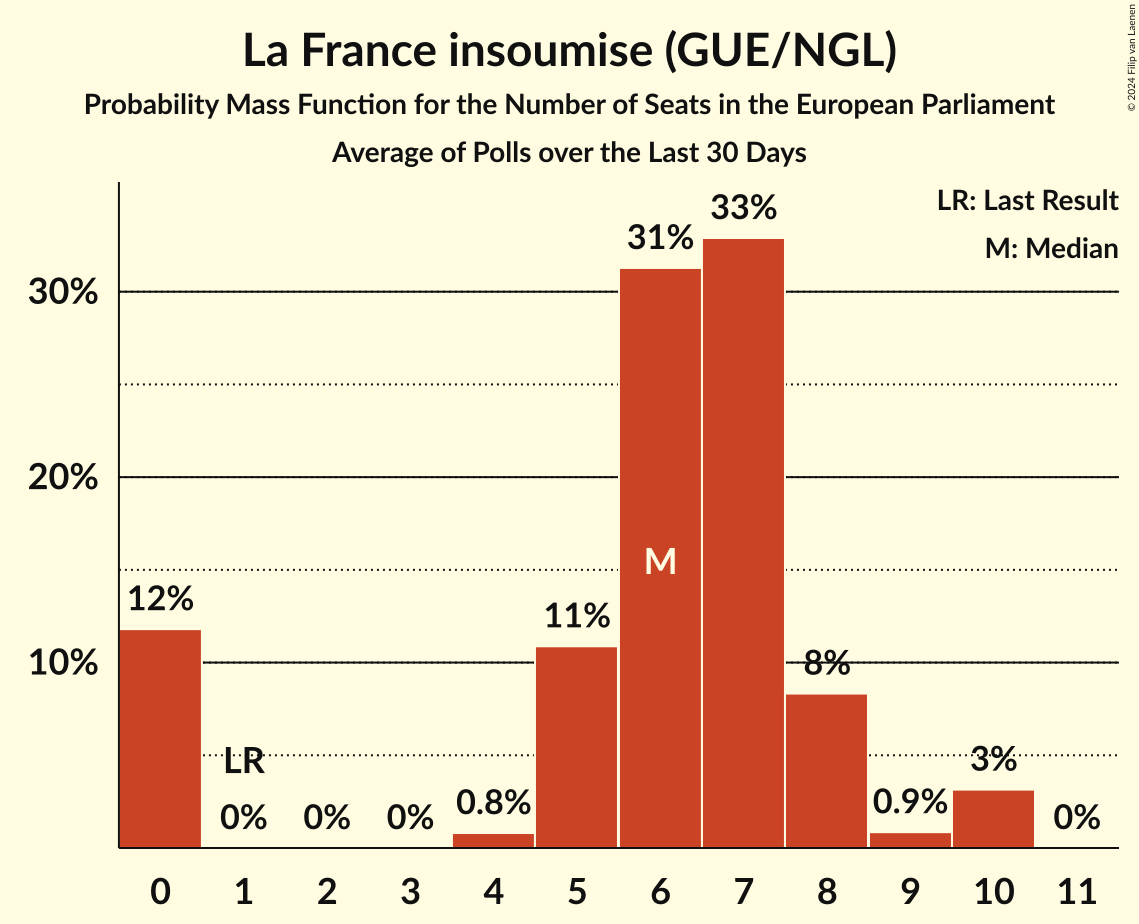 La France insoumise (GUE/NGL)
Probability Mass Function for the Number of Seats in the European Parliament
Average of Polls over the Last 30 Days
© 2024 Filip van Laenen
LR: Last Result
M: Median
30%
20%
10%
12%
LR
0%
0%
0%
0.8%
11%
31%
M
33%
8%
0.9%
3%
0%
0 1 2 3 4 5 6 7 8 9 10 11